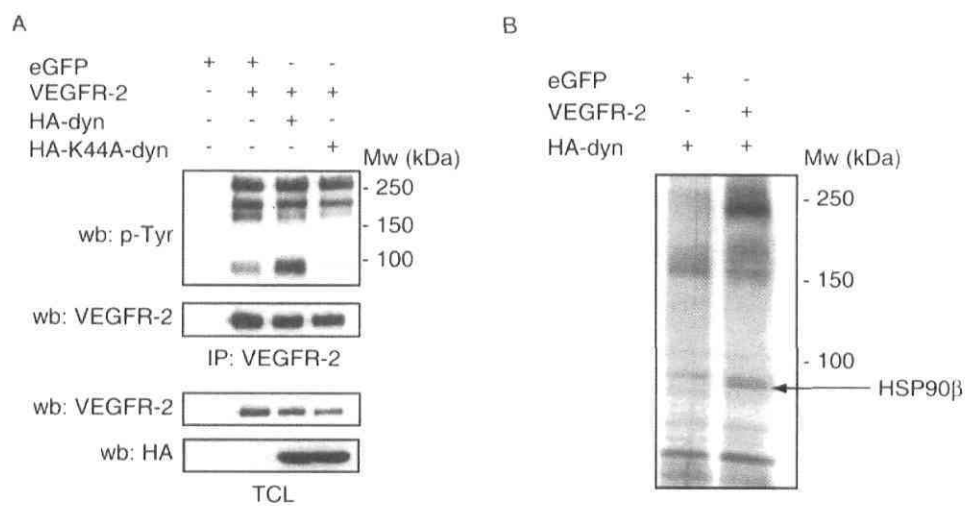 A
eGFP + + - -
VEGFR-2 - + + +
HA-dyn - - + -
HA-K44A-dyn - - - +
Mw (kDa)
- 250
- 150
- 100
wb: p-Tyr
wb: VEGFR-2
IP: VEGFR-2
wb: VEGFR-2
wb: HA
TCL
B
eGFP + -
VEGFR-2 - +
HA-dyn + +
Mw (kDa)
- 250
- 150
- 100
HSP90β